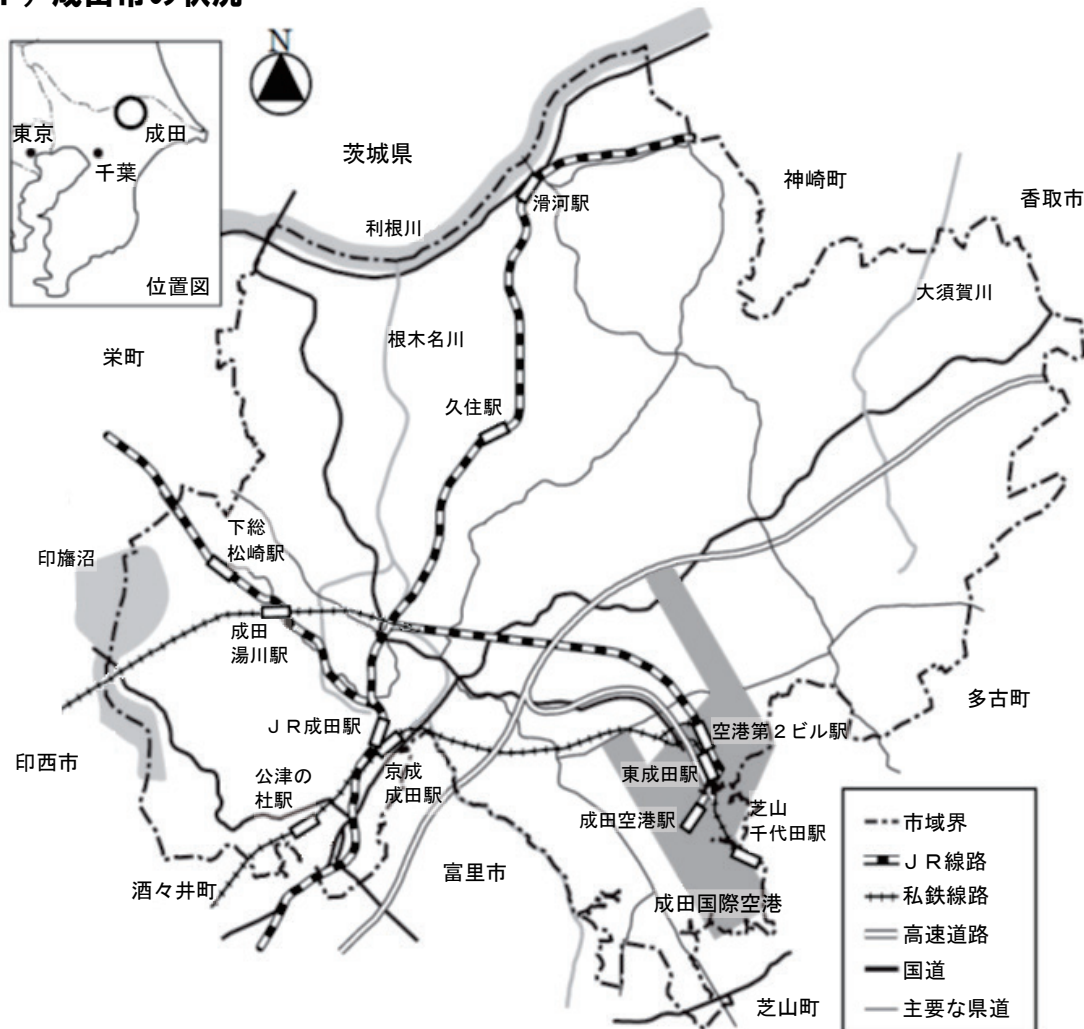 N
東京
成田
千葉
位置図
茨城県
神崎町
香取市
滑河駅
利根川
大須賀川
根木名川
栄町
久住駅
下総
松崎駅
印旛沼
成田
湯川駅
多古町
JR成田駅
空港第2ビル駅
印西市
東成田駅
公津の
杜駅
京成
成田駅
成田空港駅
芝山
千代田駅
酒々井町
富里市
成田国際空港
芝山町
市域界
JR線路
私鉄線路
高速道路
国道
主要な県道